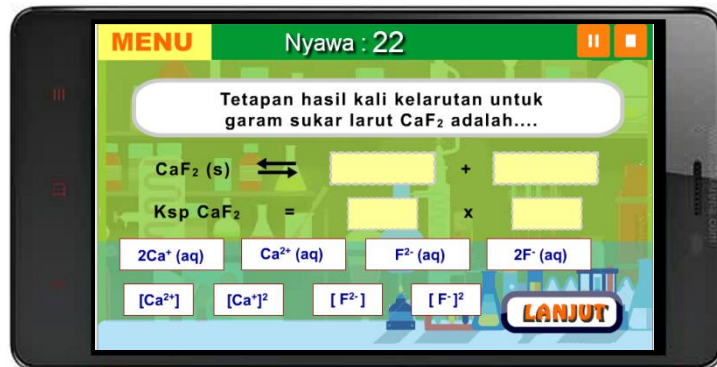 MENU Nyawa : 22
Tetapan hasil kali kelarutan untuk
garam sukar larut CaF₂ adalah....
CaF₂ (s) ⇌ +
Ksp CaF₂ = x
2Ca⁺ (aq) Ca²⁺ (aq) F²⁻ (aq) 2F⁻ (aq)
[Ca²⁺] [Ca⁺]² [ F²⁻ ] [ F⁻ ]²
LANJUT